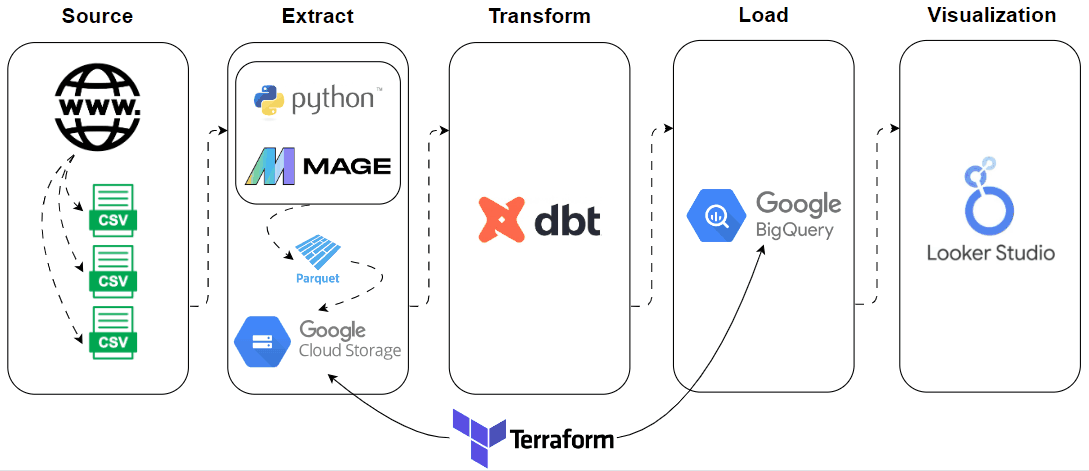 Source
Extract
Transform
Load
Visualization
www.
CSV
CSV
CSV
python™
MAGE
Parquet
Google
Cloud Storage
dbt
Google
BigQuery
Looker Studio
Terraform